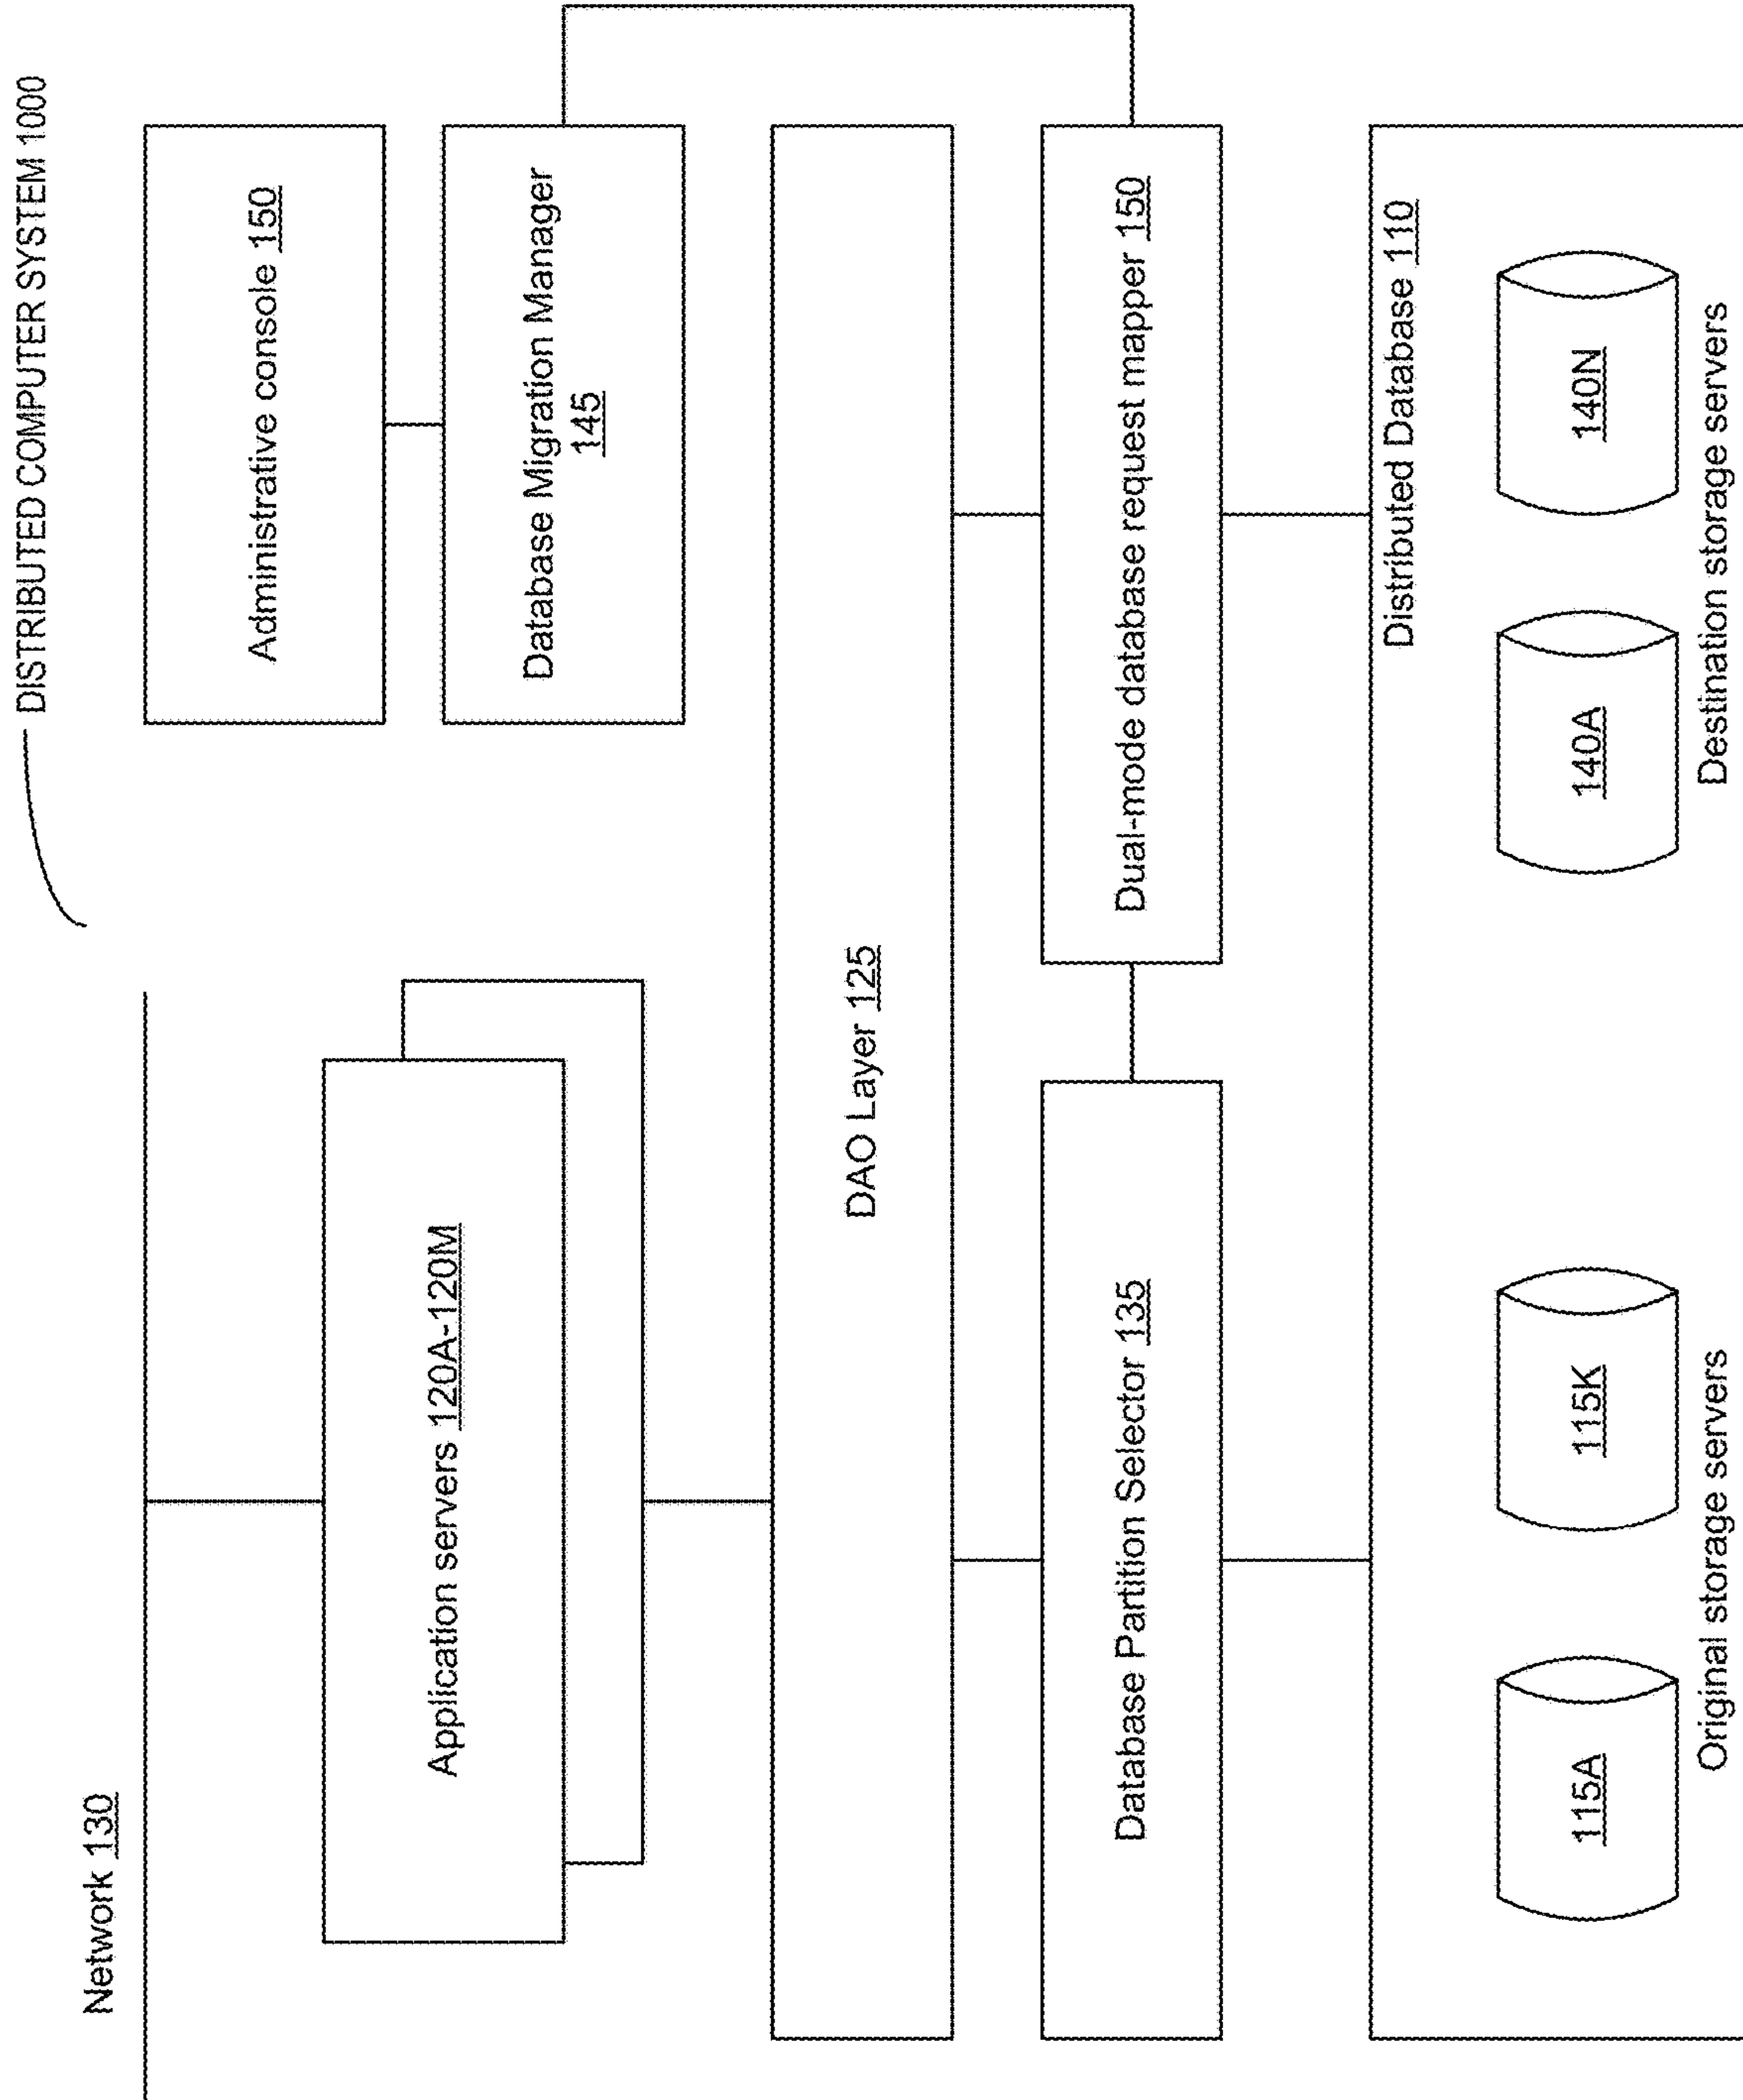 DISTRIBUTED COMPUTER SYSTEM 1000
Network 130
Administrative console 150
Application servers 120A-120M
Database Migration Manager
145
DAO Layer 125
Database Partition Selector 135
Dual-mode database request mapper 150
Distributed Database 110
115A
115K
140A
140N
Original storage servers
Destination storage servers